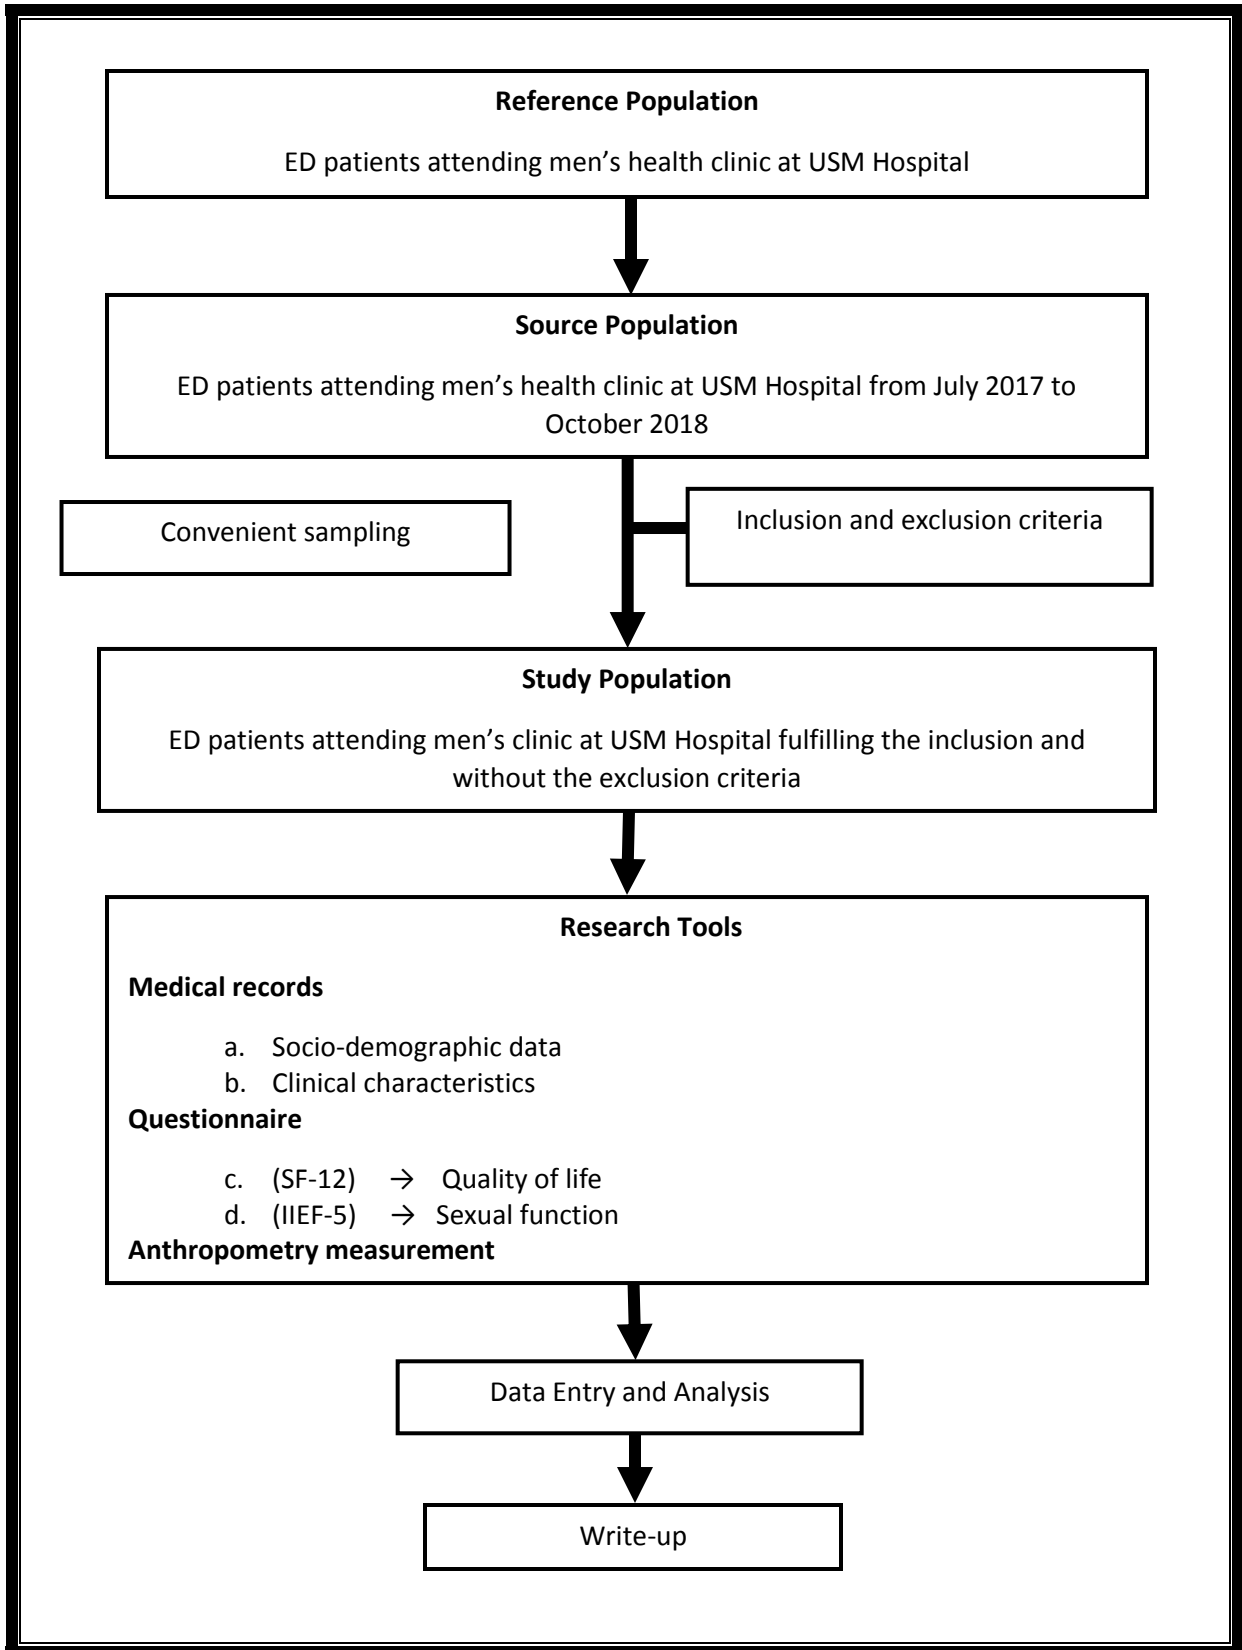 Reference Population
ED patients attending men’s health clinic at USM Hospital
Source Population
ED patients attending men’s health clinic at USM Hospital from July 2017 to
October 2018
Convenient sampling
Inclusion and exclusion criteria
Study Population
ED patients attending men’s clinic at USM Hospital fulfilling the inclusion and
without the exclusion criteria
Research Tools
Medical records
a. Socio-demographic data
b. Clinical characteristics
Questionnaire
c. (SF-12) → Quality of life
d. (IIEF-5) → Sexual function
Anthropometry measurement
Data Entry and Analysis
Write-up